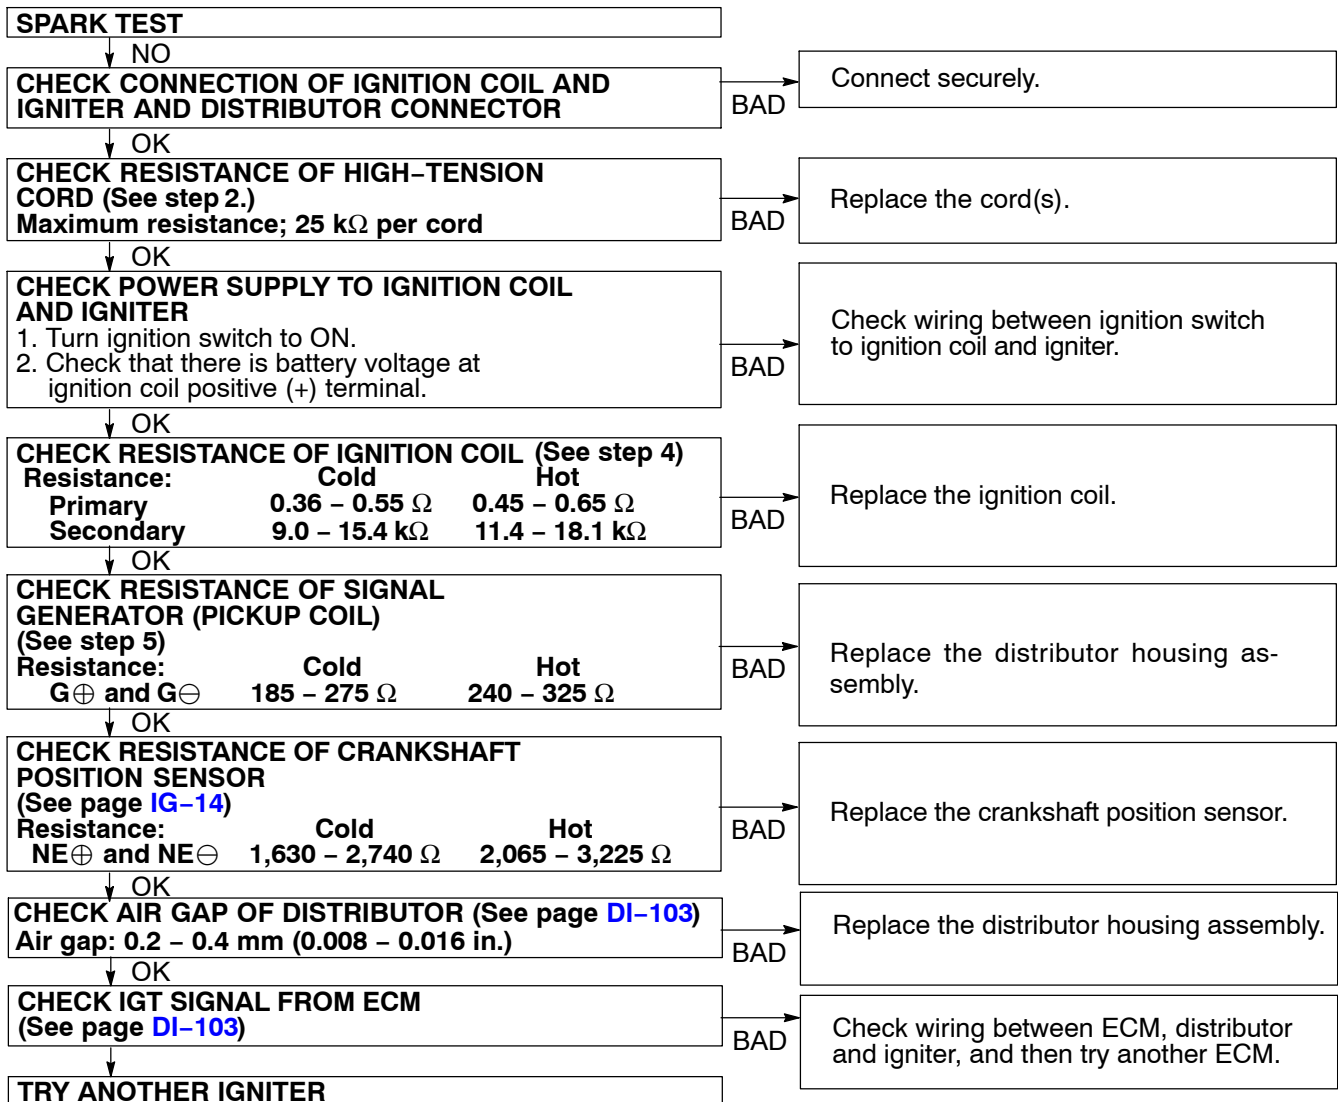 SPARK TEST
NO
CHECK CONNECTION OF IGNITION COIL AND
IGNITER AND DISTRIBUTOR CONNECTOR
BAD
Connect securely.
OK
CHECK RESISTANCE OF HIGH–TENSION
CORD (See step 2.)
Maximum resistance; 25 kΩ per cord
BAD
Replace the cord(s).
OK
CHECK POWER SUPPLY TO IGNITION COIL
AND IGNITER
1. Turn ignition switch to ON.
2. Check that there is battery voltage at
ignition coil positive (+) terminal.
BAD
Check wiring between ignition switch
to ignition coil and igniter.
OK
CHECK RESISTANCE OF IGNITION COIL (See step 4)
Resistance: Cold Hot
Primary 0.36 – 0.55 Ω 0.45 – 0.65 Ω
Secondary 9.0 – 15.4 kΩ 11.4 – 18.1 kΩ
BAD
Replace the ignition coil.
OK
CHECK RESISTANCE OF SIGNAL
GENERATOR (PICKUP COIL)
(See step 5)
Resistance: Cold Hot
G⊕ and G⊖ 185 – 275 Ω 240 – 325 Ω
BAD
Replace the distributor housing as-
sembly.
OK
CHECK RESISTANCE OF CRANKSHAFT
POSITION SENSOR
(See page IG–14)
Resistance: Cold Hot
NE⊕ and NE⊖ 1,630 – 2,740 Ω 2,065 – 3,225 Ω
BAD
Replace the crankshaft position sensor.
OK
CHECK AIR GAP OF DISTRIBUTOR (See page DI–103)
Air gap: 0.2 – 0.4 mm (0.008 – 0.016 in.)
BAD
Replace the distributor housing assembly.
OK
CHECK IGT SIGNAL FROM ECM
(See page DI–103)
BAD
Check wiring between ECM, distributor
and igniter, and then try another ECM.
TRY ANOTHER IGNITER